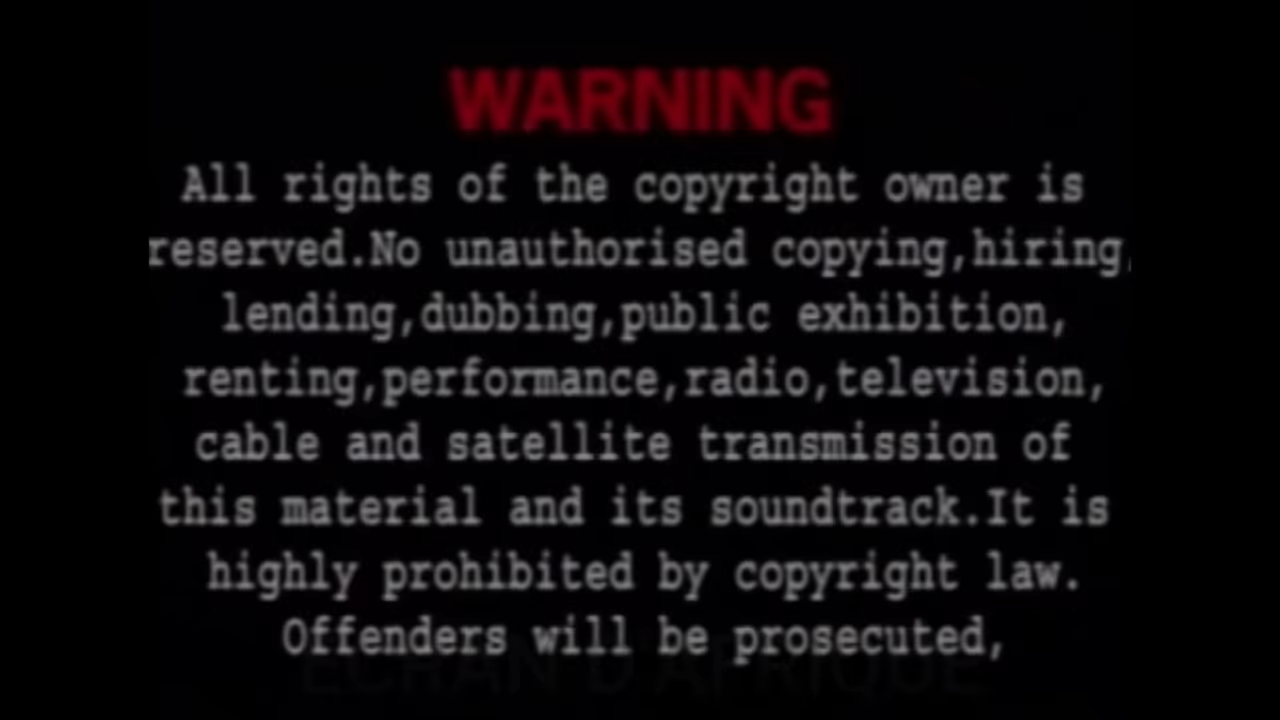 WARNING
All rights of the copyright owner is
reserved.No unauthorised copying,hiring,
lending,dubbing,public exhibition,
renting,performance,radio,television,
cable and satellite transmission of
this material and its soundtrack.It is
highly prohibited by copyright law.
Offenders will be prosecuted,
ECRAN D'AFRIQUE